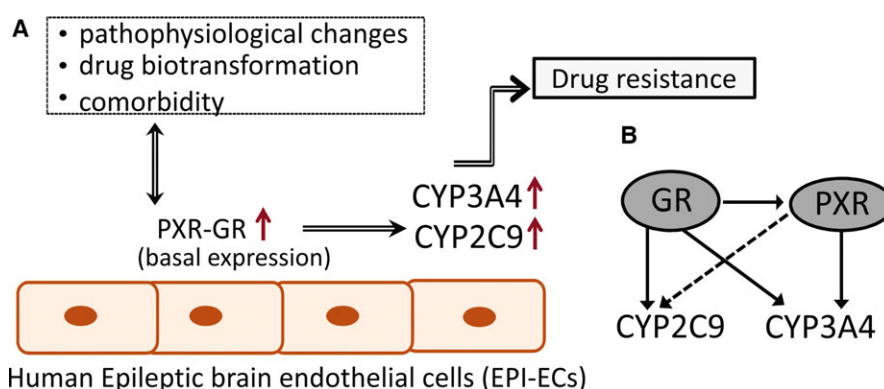 A
• pathophysiological changes
• drug biotransformation
• comorbidity
Drug resistance
PXR-GR
(basal expression)
CYP3A4
CYP2C9
Human Epileptic brain endothelial cells (EPI-ECs)
B
GR
PXR
CYP2C9
CYP3A4